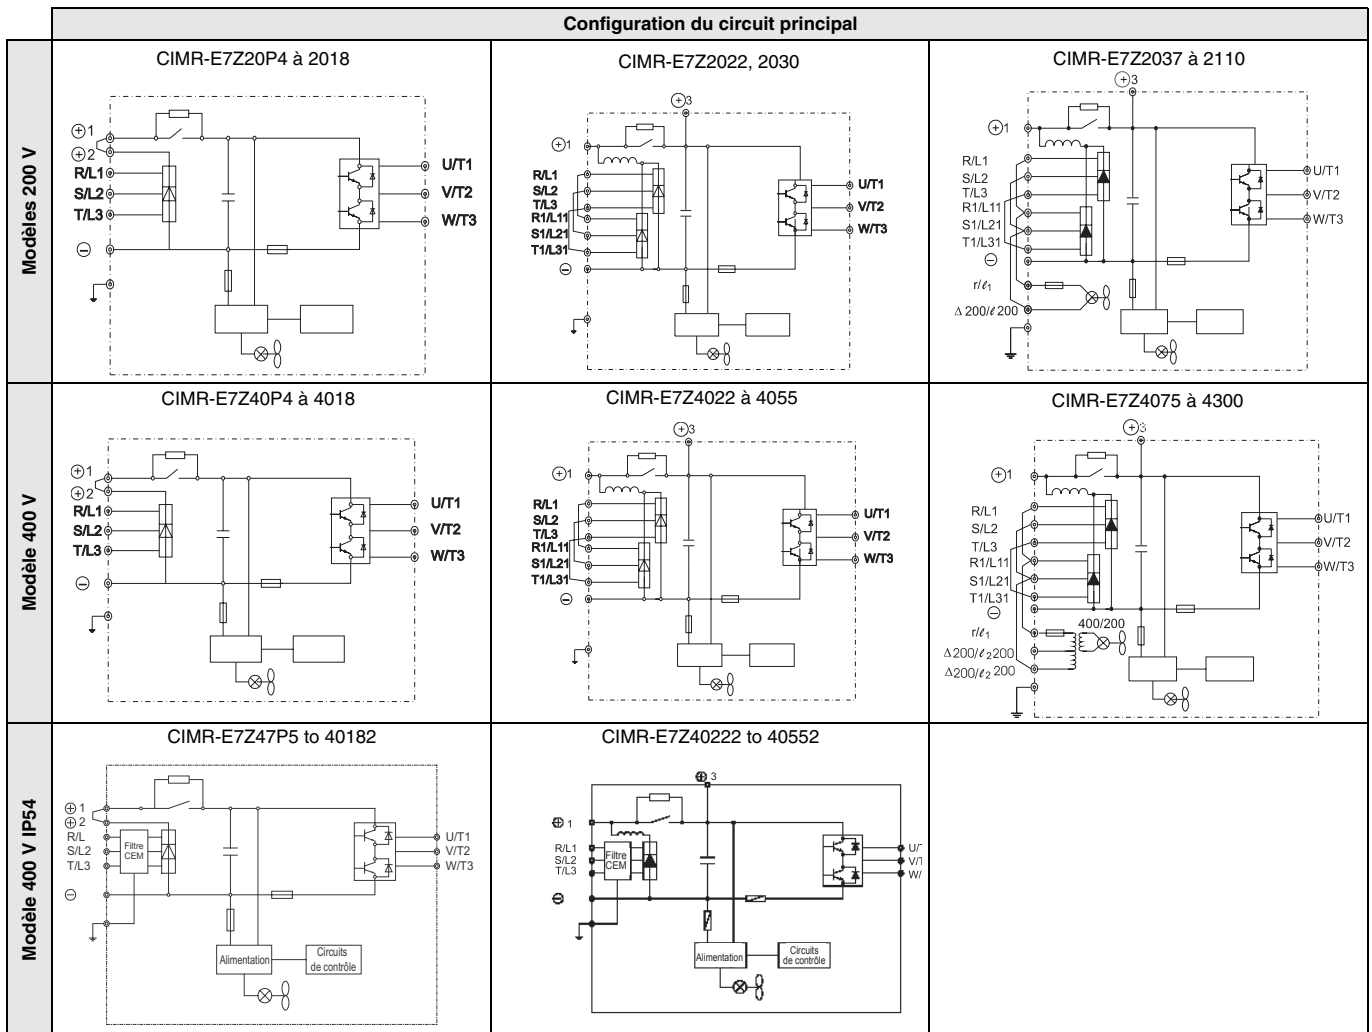 Configuration du circuit principal
Modèles 200 V
CIMR-E7Z20P4 à 2018
⊕1
⊕2
R/L1
S/L2
T/L3
⊖
U/T1
V/T2
W/T3
CIMR-E7Z2022, 2030
⊕3
⊕1
R/L1
S/L2
T/L3
R1/L11
S1/L21
T1/L31
⊖
U/T1
V/T2
W/T3
CIMR-E7Z2037 à 2110
⊕3
⊕1
R/L1
S/L2
T/L3
R1/L11
S1/L21
T1/L31
⊖
r/ℓ1
Δ200/ℓ200
U/T1
V/T2
W/T3
Modèle 400 V
CIMR-E7Z40P4 à 4018
⊕1
⊕2
R/L1
S/L2
T/L3
⊖
U/T1
V/T2
W/T3
CIMR-E7Z4022 à 4055
⊕3
⊕1
R/L1
S/L2
T/L3
R1/L11
S1/L21
T1/L31
⊖
U/T1
V/T2
W/T3
CIMR-E7Z4075 à 4300
⊕3
⊕1
R/L1
S/L2
T/L3
R1/L11
S1/L21
T1/L31
⊖
r/ℓ1
400/200
Δ200/ℓ2200
Δ200/ℓ2200
U/T1
V/T2
W/T3
Modèle 400 V IP54
CIMR-E7Z47P5 to 40182
⊕1
⊕2
R/L
S/L2
T/L3
Filtre
CEM
⊖
U/T1
V/T2
W/T3
Alimentation
Circuits
de contrôle
CIMR-E7Z40222 to 40552
⊕ 3
⊕ 1
R/L1
S/L2
T/L3
Filtre
CEM
⊖
U/
V/
W/
Alimentation
Circuits
de contrôle